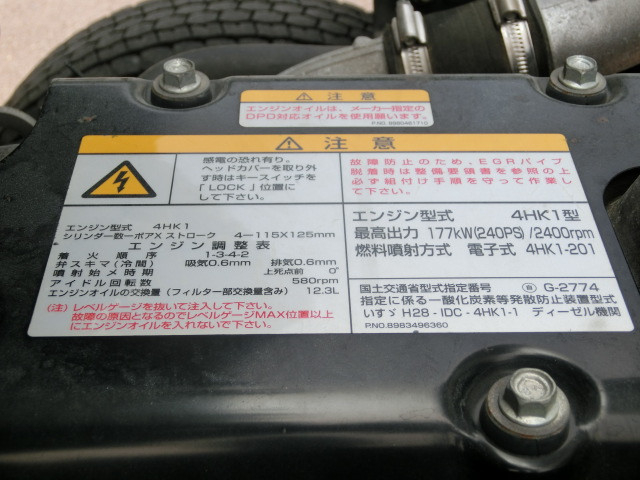 注意
エンジンオイルは、メーカー指定の
DPD対応オイルを使用願います。
P.NO.8980491710
注意
感電の恐れ有り。
ヘッドカバーを取り外
す時はキースイッチを
「LOCK」位置に
して下さい。
故障防止のため、EGRパイプ
脱着時は整備要領書を参照の上
必ず組付け手順を守って作業し
て下さい。
エンジン型式 4HK1
シリンダー数ーボア×ストローク 4-115×125mm
エンジン調整表
着火順序 1-3-4-2
弁スキマ(冷間) 吸気0.6mm 排気0.6mm
噴射始メ時期 上死点前 0°
アイドル回転数 580rpm
エンジンオイルの交換量(フィルター部交換量含み) 12.3L
(注)レベルゲージを抜いて注入して下さい。
故障の原因となるのでレベルゲージMAX位置以上
にエンジンオイルを入れないで下さい。
エンジン型式 4HK1型
最高出力 177kW(240PS)/2400rpm
燃料噴射方式 電子式 4HK1-201
国土交通省型式指定番号 G-2774
指定に係る一酸化炭素等発散防止装置型式
いすゞ H28-IDC-4HK1-1 ディーゼル機関
P.NO.8983496360